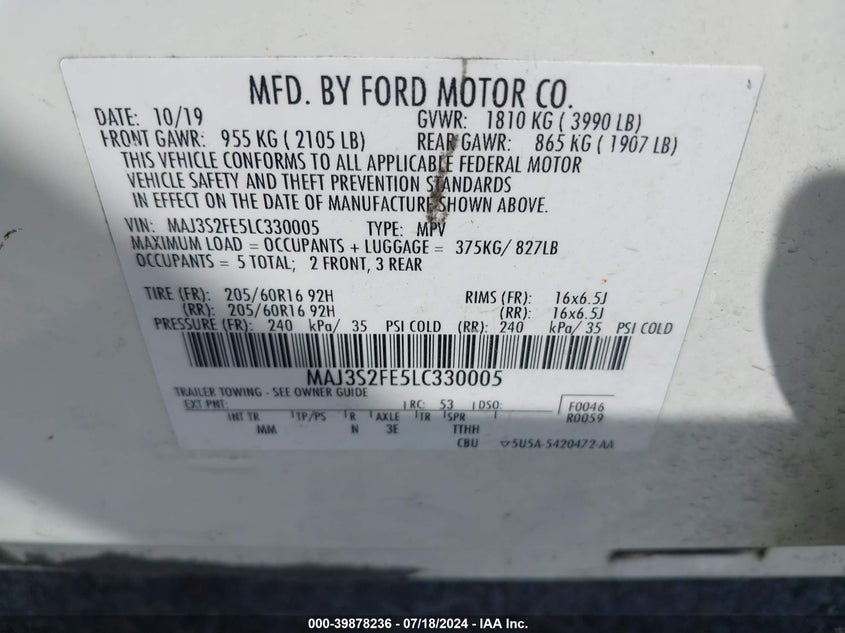 MFD. BY FORD MOTOR CO.
DATE: 10/19 GVWR: 1810 KG ( 3990 LB)
FRONT GAWR: 955 KG ( 2105 LB) REAR GAWR: 865 KG ( 1907 LB)
THIS VEHICLE CONFORMS TO ALL APPLICABLE FEDERAL MOTOR
VEHICLE SAFETY AND THEFT PREVENTION STANDARDS
IN EFFECT ON THE DATE OF MANUFACTURE SHOWN ABOVE.
VIN: MAJ3S2FE5LC330005 TYPE: MPV
MAXIMUM LOAD = OCCUPANTS + LUGGAGE = 375KG/ 827LB
OCCUPANTS = 5 TOTAL; 2 FRONT, 3 REAR
TIRE (FR): 205/60R16 92H RIMS (FR): 16x6.5J
(RR): 205/60R16 92H (RR): 16x6.5J
PRESSURE (FR): 240 kPa/ 35 PSI COLD (RR): 240 kPa/ 35 PSI COLD
MAJ3S2FE5LC330005
TRAILER TOWING - SEE OWNER GUIDE
EXT PNT: RC: 53 DSO: F0046
INT TR TP/PS R AXLE TR SPR R0059
MM N 3E TTHH
CBU 5U5A-5420472-AA
000-39878236 - 07/18/2024 - IAA Inc.